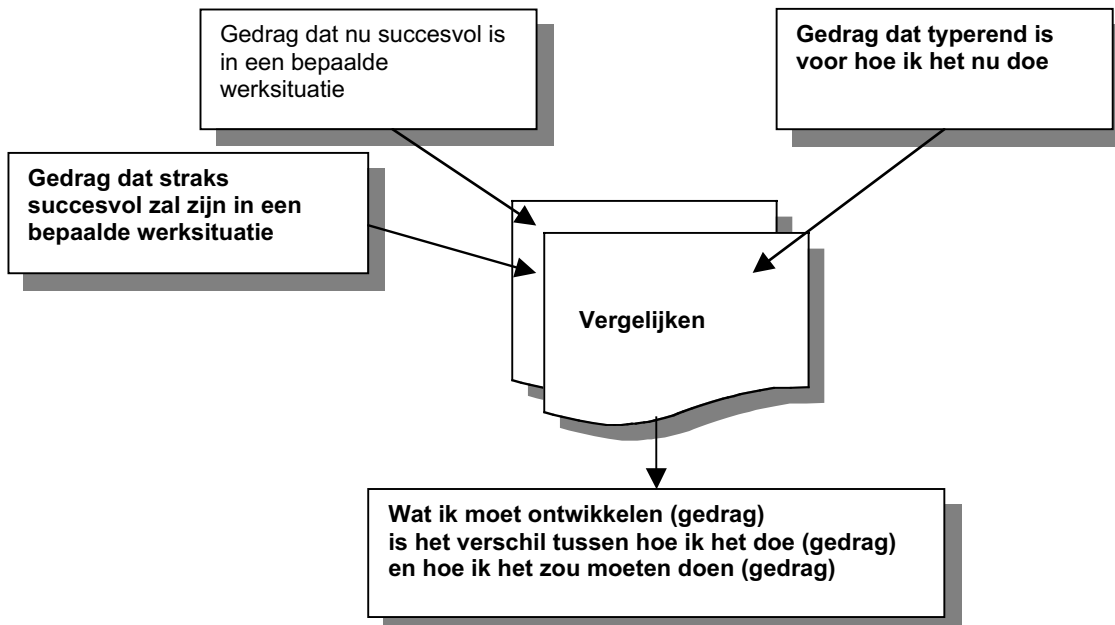 Gedrag dat nu succesvol is
in een bepaalde
werksituatie
Gedrag dat typerend is
voor hoe ik het nu doe
Gedrag dat straks
succesvol zal zijn in een
bepaalde werksituatie
Vergelijken
Wat ik moet ontwikkelen (gedrag)
is het verschil tussen hoe ik het doe (gedrag)
en hoe ik het zou moeten doen (gedrag)